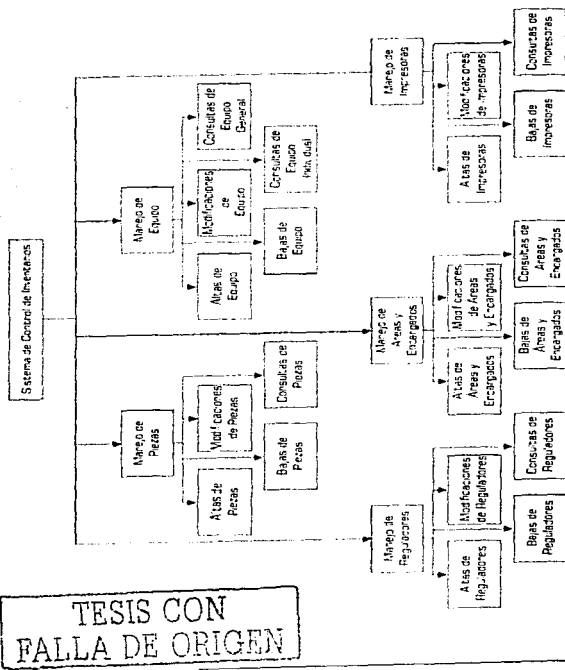 Sistema de Control de Inventarios
Manejo de
Piezas
Altas de
Piezas
Bajas de
Piezas
Modificaciones
de Piezas
Consultas de
Piezas
Manejo de
Equipo
Altas de
Equipo
Bajas de
Equipo
Modificaciones
de
Equipo
Consultas de
Equipo
Individual
Consultas de
Equipo
General
Manejo de
Reguladores
Altas de
Reguladores
Bajas de
Reguladores
Modificaciones
de Reguladores
Consultas de
Reguladores
Manejo de
Areas y
Encargados
Altas de
Areas y
Encargados
Bajas de
Areas y
Encargados
Modificaciones
de Areas y
Encargados
Consultas de
Areas y
Encargados
Manejo de
Impresoras
Altas de
Impresoras
Bajas de
Impresoras
Modificaciones
de Impresoras
Consultas de
Impresoras
TESIS CON
FALLA DE ORIGEN